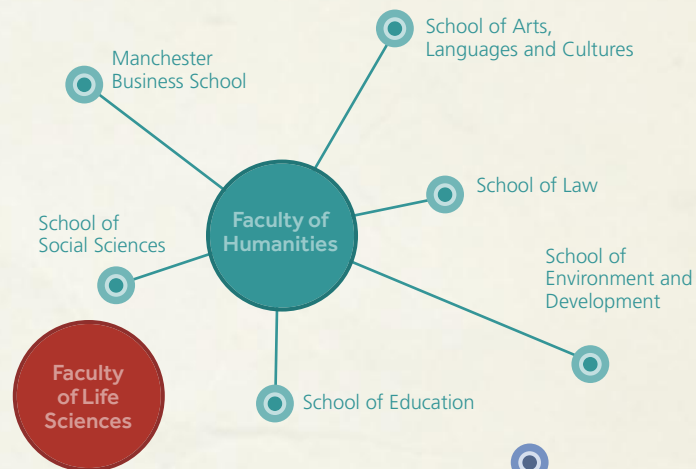 School of Arts,
Languages and Cultures
Manchester
Business School
School of Law
Faculty of
Humanities
School of
Social Sciences
School of
Environment and
Development
Faculty
of Life
Sciences
School of Education